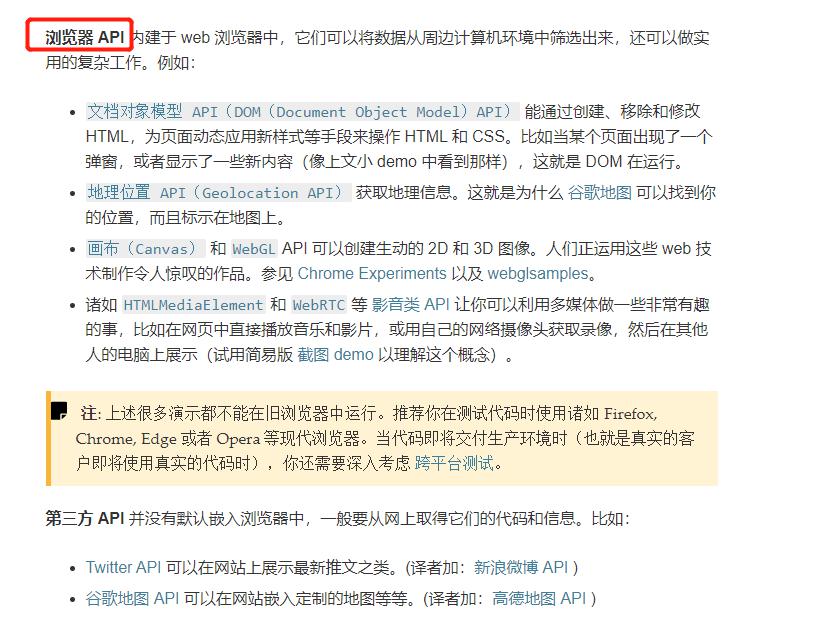 浏览器 API 内建于 web 浏览器中，它们可以将数据从周边计算机环境中筛选出来，还可以做实
用的复杂工作。例如：
• 文档对象模型 API（DOM（Document Object Model）API） 能通过创建、移除和修改
HTML，为页面动态应用新样式等手段来操作 HTML 和 CSS。比如当某个页面出现了一个
弹窗，或者显示了一些新内容（像上文小 demo 中看到那样），这就是 DOM 在运行。
• 地理位置 API（Geolocation API） 获取地理信息。这就是为什么 谷歌地图 可以找到你
的位置，而且标示在地图上。
• 画布（Canvas） 和 WebGL API 可以创建生动的 2D 和 3D 图像。人们正运用这些 web 技
术制作令人惊叹的作品。参见 Chrome Experiments 以及 webglsamples。
• 诸如 HTMLMediaElement 和 WebRTC 等 影音类 API 让你可以利用多媒体做一些非常有趣
的事，比如在网页中直接播放音乐和影片，或用自己的网络摄像头获取录像，然后在其他
人的电脑上展示（试用简易版 截图 demo 以理解这个概念）。
注: 上述很多演示都不能在旧浏览器中运行。推荐你在测试代码时使用诸如 Firefox,
Chrome, Edge 或者 Opera 等现代浏览器。当代码即将交付生产环境时（也就是真实的客
户即将使用真实的代码时），你还需要深入考虑 跨平台测试。
第三方 API 并没有默认嵌入浏览器中，一般要从网上取得它们的代码和信息。比如：
• Twitter API 可以在网站上展示最新推文之类。(译者加：新浪微博 API )
• 谷歌地图 API 可以在网站嵌入定制的地图等等。(译者加：高德地图 API )